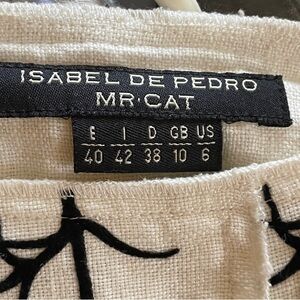 ISABEL DE PEDRO
MR·CAT
E I D GB US
40 42 38 10 6